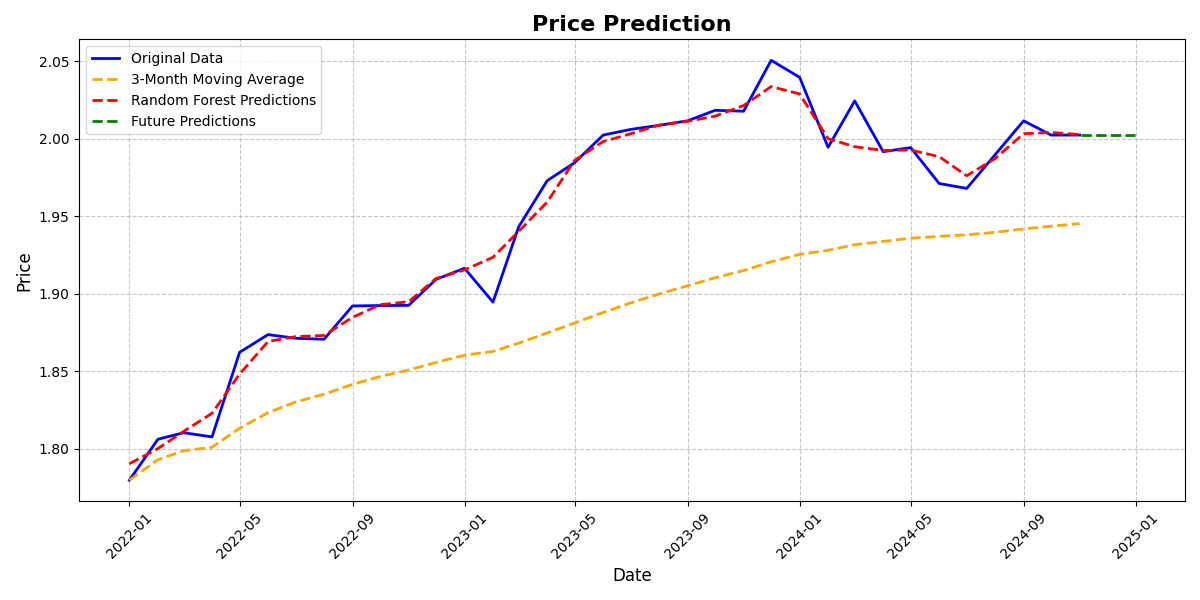 Price Prediction
Original Data
3-Month Moving Average
Random Forest Predictions
Future Predictions
Price
2.05
2.00
1.95
1.90
1.85
1.80
2022-01
2022-05
2022-09
2023-01
2023-05
2023-09
2024-01
2024-05
2024-09
2025-01
Date